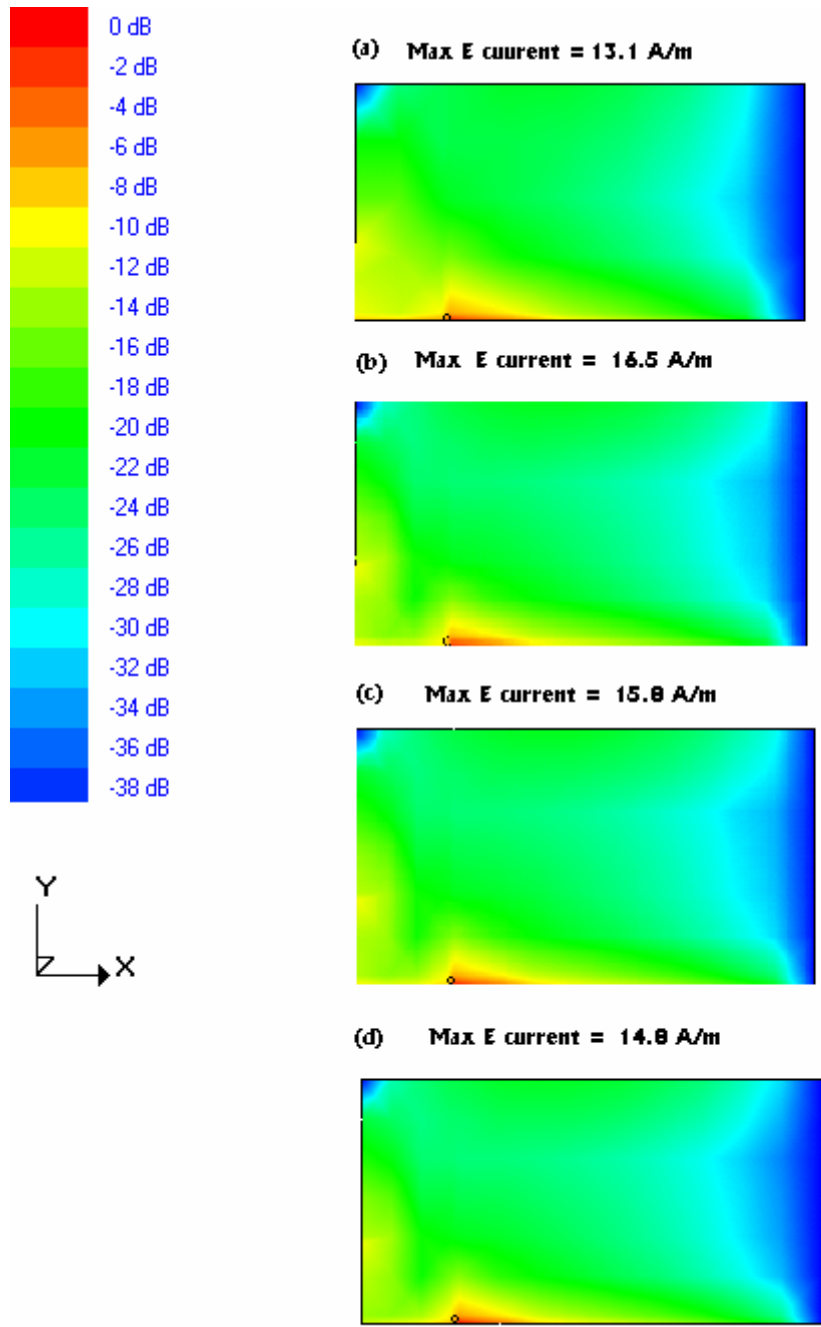 0 dB
-2 dB
-4 dB
-6 dB
-8 dB
-10 dB
-12 dB
-14 dB
-16 dB
-18 dB
-20 dB
-22 dB
-24 dB
-26 dB
-28 dB
-30 dB
-32 dB
-34 dB
-36 dB
-38 dB
Y
Z
X
(a) Max E cuurent = 13.1 A/m
(b) Max E current = 16.5 A/m
(c) Max E current = 15.8 A/m
(d) Max E current = 14.8 A/m